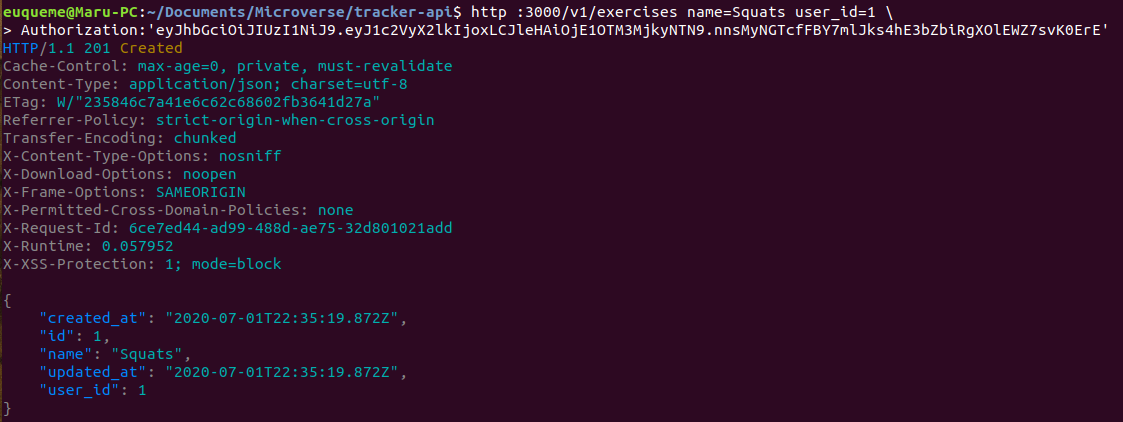 euqueme@Maru-PC:~/Documents/Microverse/tracker-api$ http :3000/v1/exercises name=Squats user_id=1 \
> Authorization:'eyJhbGciOiJIUzI1NiJ9.eyJ1c2VyX2lkIjoxLCJleHAiOjE1OTM3MjkyNTN9.nnsMyNGTcfFBY7mlJks4hE3bZbiRgXOlEWZ7svK0ErE'
HTTP/1.1 201 Created
Cache-Control: max-age=0, private, must-revalidate
Content-Type: application/json; charset=utf-8
ETag: W/"235846c7a41e6c62c68602fb3641d27a"
Referrer-Policy: strict-origin-when-cross-origin
Transfer-Encoding: chunked
X-Content-Type-Options: nosniff
X-Download-Options: noopen
X-Frame-Options: SAMEORIGIN
X-Permitted-Cross-Domain-Policies: none
X-Request-Id: 6ce7ed44-ad99-488d-ae75-32d801021add
X-Runtime: 0.057952
X-XSS-Protection: 1; mode=block

{
    "created_at": "2020-07-01T22:35:19.872Z",
    "id": 1,
    "name": "Squats",
    "updated_at": "2020-07-01T22:35:19.872Z",
    "user_id": 1
}